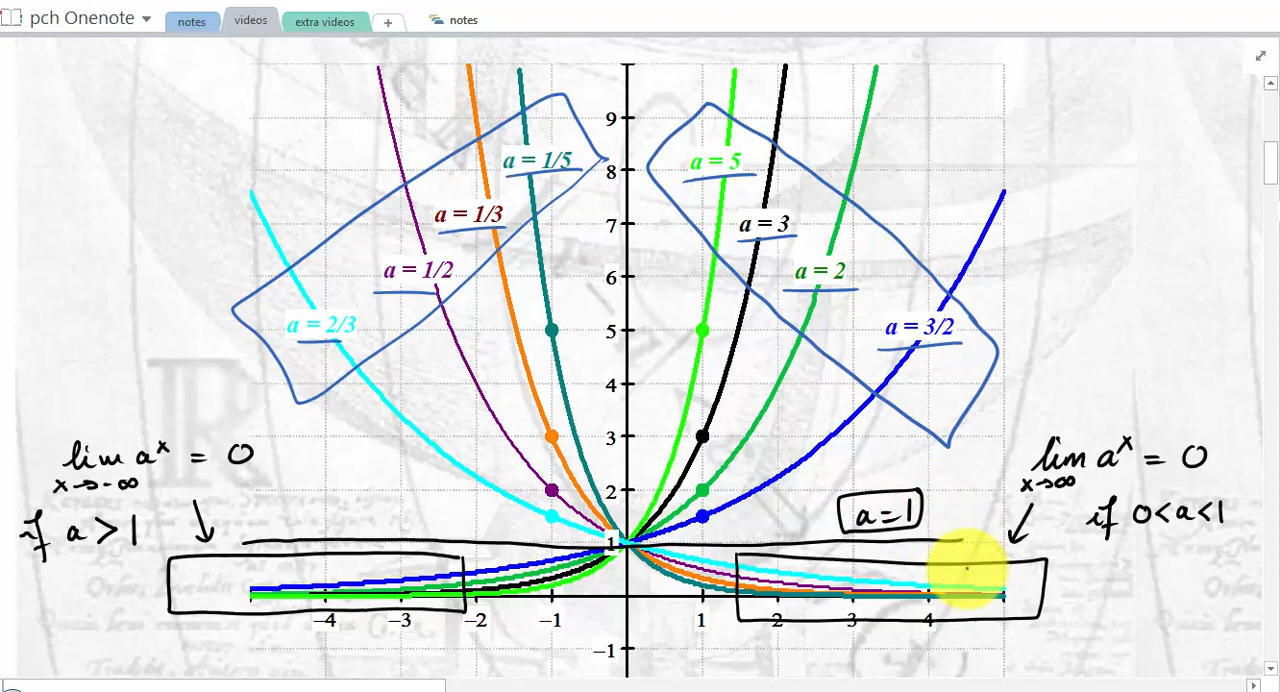 pch Onenote
notes
videos
extra videos
+
notes
9
8
7
6
5
4
3
2
1
−1
−4
−3
−2
−1
1
2
3
4
a = 1/5
a = 1/3
a = 1/2
a = 2/3
a = 5
a = 3
a = 2
a = 3/2
lim aˣ = 0
x→-∞
if a > 1
a = 1
lim aˣ = 0
x→∞
if 0<a<1